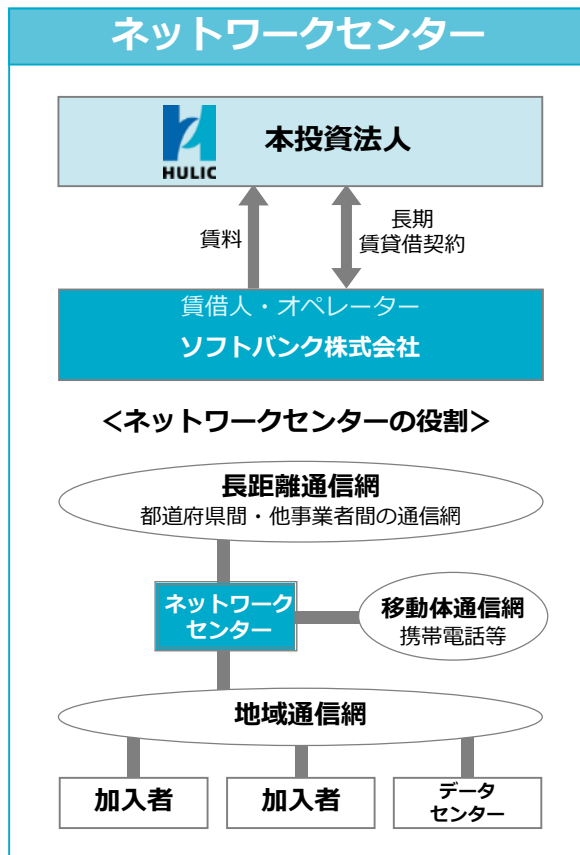 ネットワークセンター
HULIC
本投資法人
賃料
長期
賃貸借契約
賃借人・オペレーター
ソフトバンク株式会社
＜ネットワークセンターの役割＞
長距離通信網
都道府県間・他事業者間の通信網
ネットワーク
センター
移動体通信網
携帯電話等
地域通信網
加入者
加入者
データ
センター